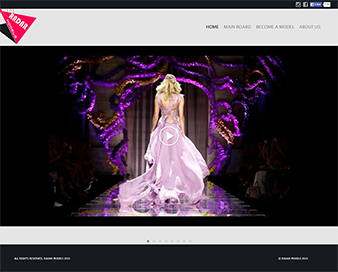 RADAR
HOME MAIN BOARD BECOME A MODEL ABOUT US
ALL RIGHTS RESERVED, RADAR MODELS 2013 © RADAR MODELS 2013